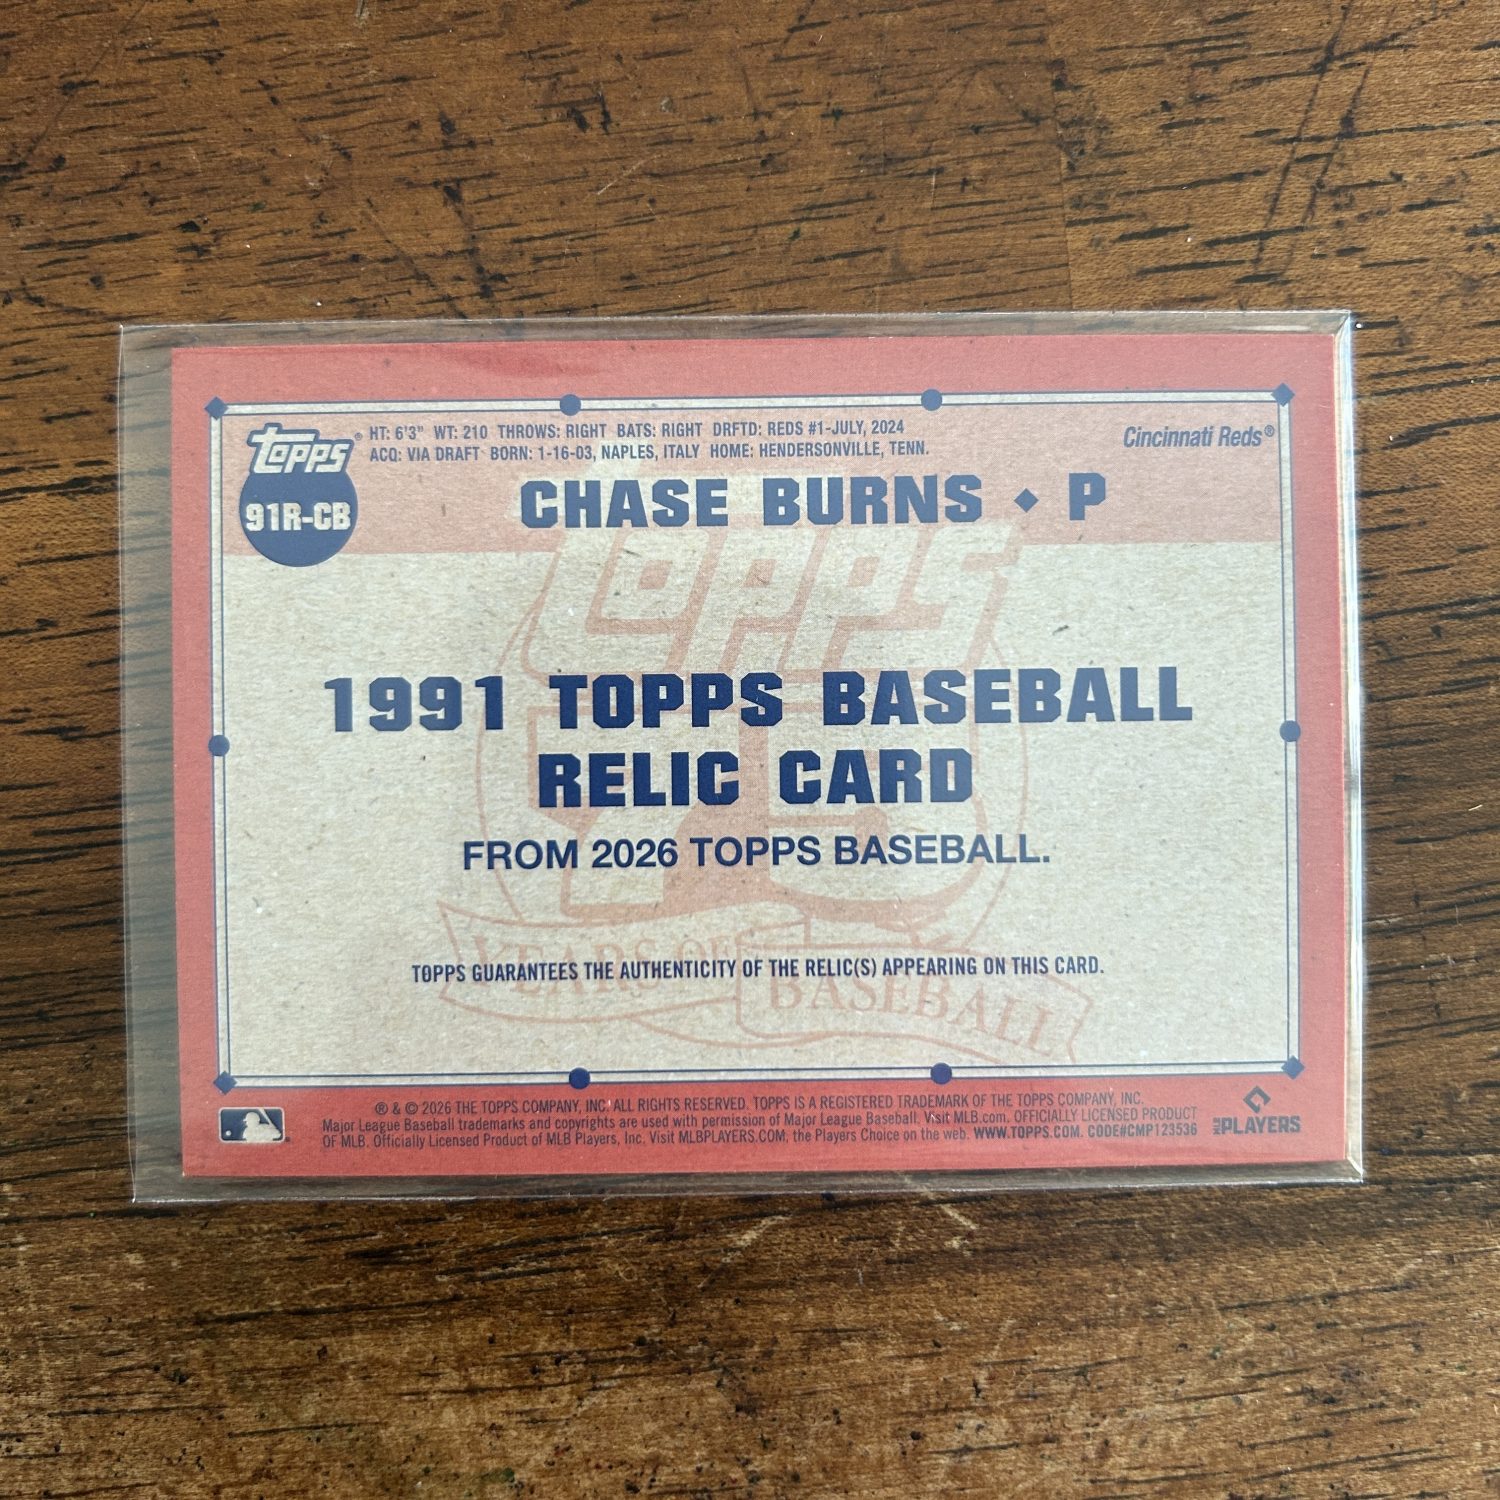 topps®
91R-CB
HT: 6'3" WT: 210 THROWS: RIGHT BATS: RIGHT DRFTD: REDS #1-JULY, 2024
ACQ: VIA DRAFT BORN: 1-16-03, NAPLES, ITALY HOME: HENDERSONVILLE, TENN.
Cincinnati Reds®
CHASE BURNS ⬥ P
TOPPS
75
1991 TOPPS BASEBALL
RELIC CARD
FROM 2026 TOPPS BASEBALL.
YEARS OF
BASEBALL
TOPPS GUARANTEES THE AUTHENTICITY OF THE RELIC(S) APPEARING ON THIS CARD.
® & © 2026 THE TOPPS COMPANY, INC. ALL RIGHTS RESERVED. TOPPS IS A REGISTERED TRADEMARK OF THE TOPPS COMPANY, INC.
Major League Baseball trademarks and copyrights are used with permission of Major League Baseball. Visit MLB.com. OFFICIALLY LICENSED PRODUCT
OF MLB. Officially Licensed Product of MLB Players, Inc. Visit MLBPLAYERS.COM, the Players Choice on the web. WWW.TOPPS.COM. CODE#CMP123536
MLB PLAYERS